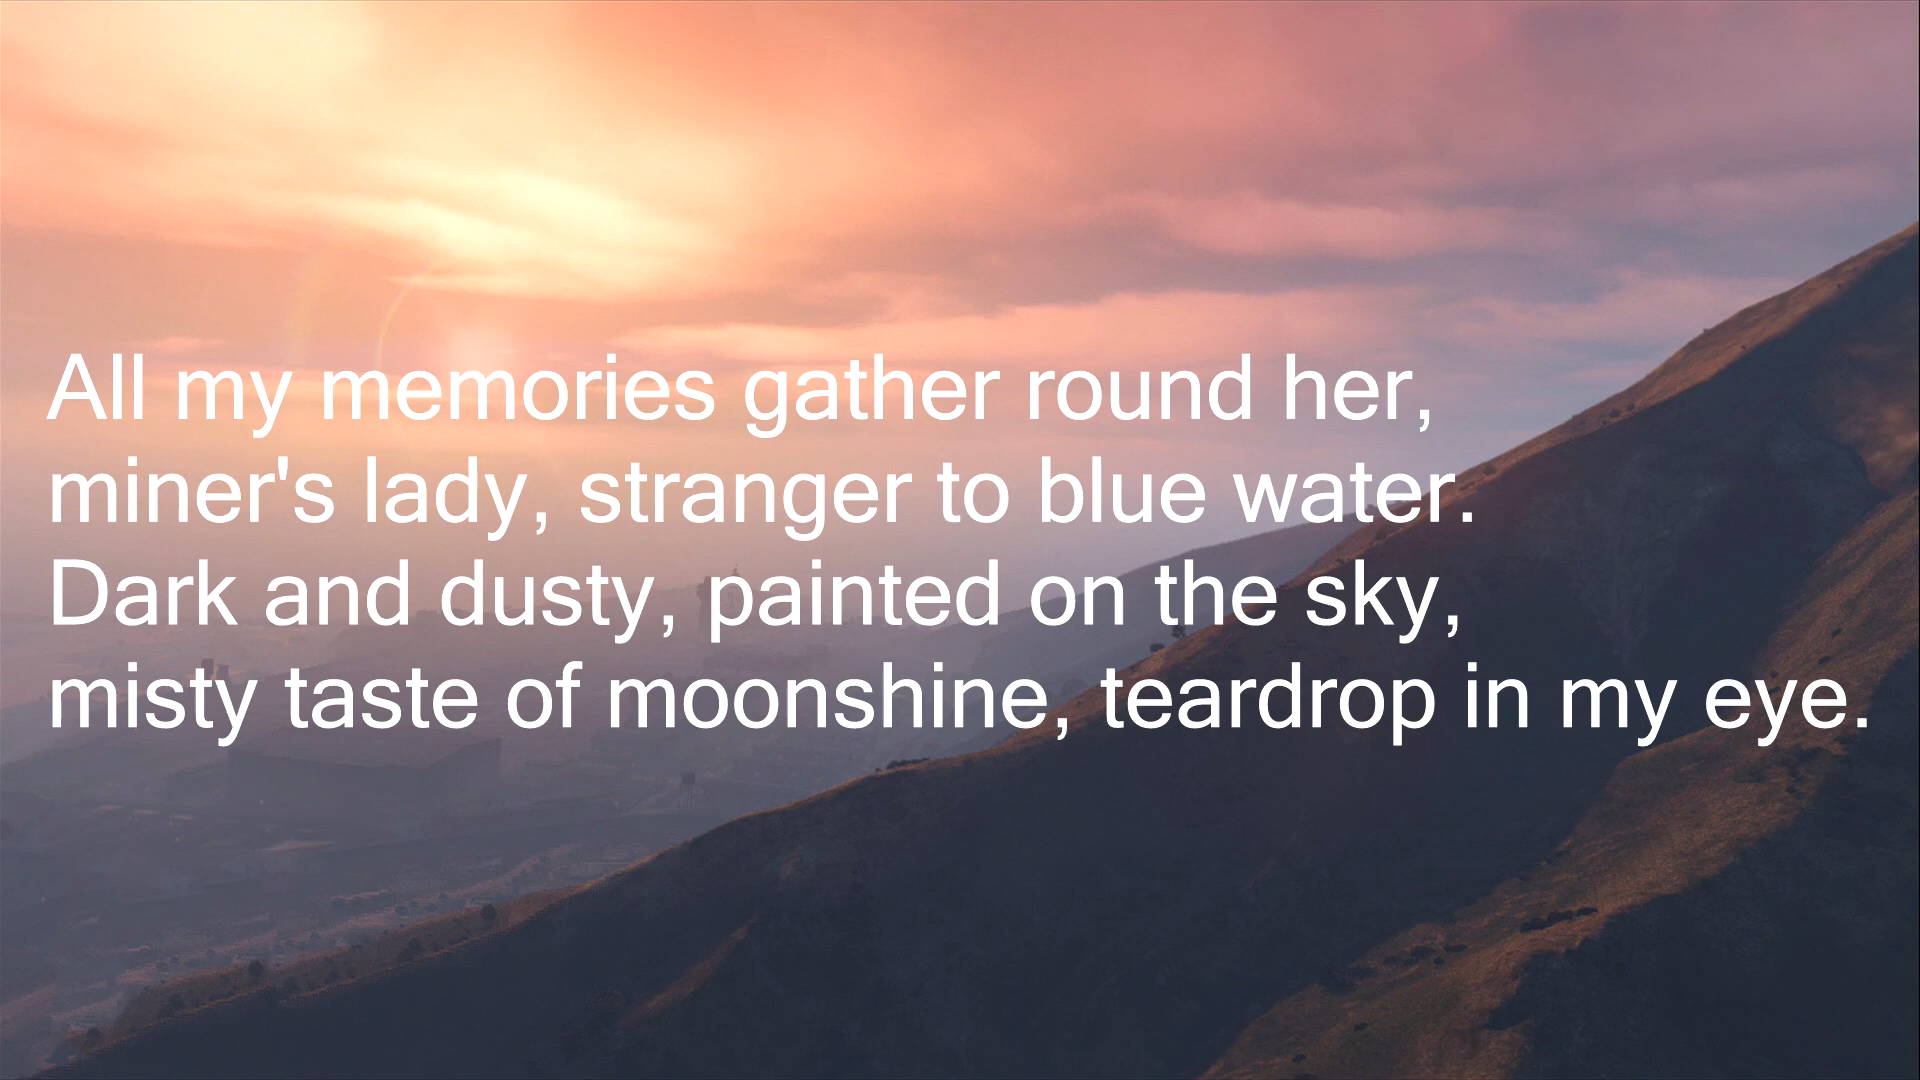 All my memories gather round her,
miner's lady, stranger to blue water.
Dark and dusty, painted on the sky,
misty taste of moonshine, teardrop in my eye.